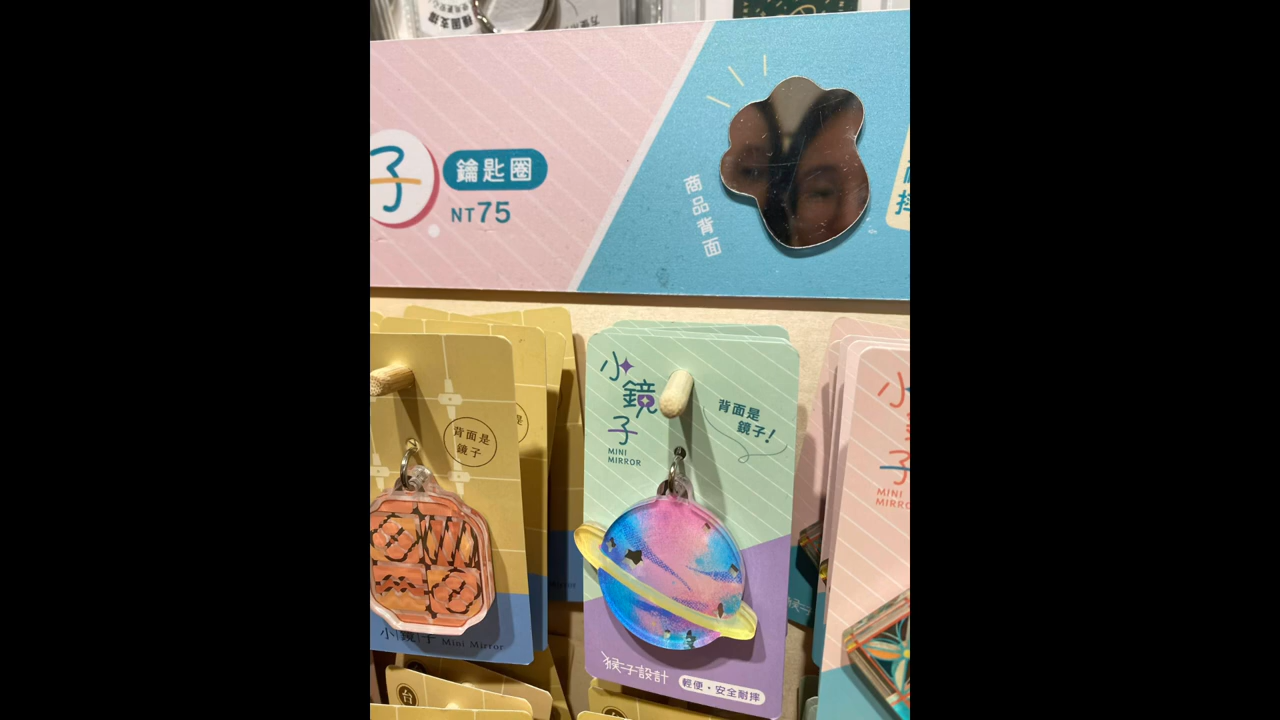 子
鑰匙圈
NT75
商品背面
背面是
鏡子
小鏡子
Mini Mirror
小鏡子
MINI
MIRROR
背面是
鏡子!
猴子設計
輕便・安全耐摔
小
子
MINI
台